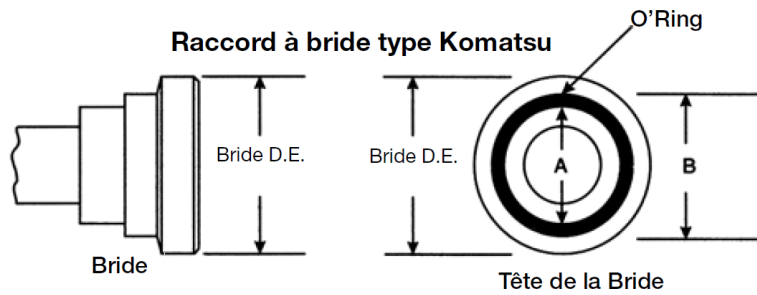 O'Ring
Raccord à bride type Komatsu
Bride D.E.
Bride D.E.
A
B
Bride
Tête de la Bride